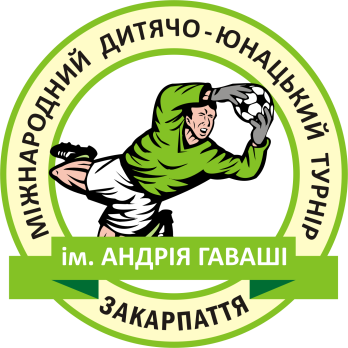 МІЖНАРОДНИЙ ДИТЯЧО-ЮНАЦЬКИЙ ТУРНІР
ім. АНДРІЯ ГАВАШІ
ЗАКАРПАТТЯ